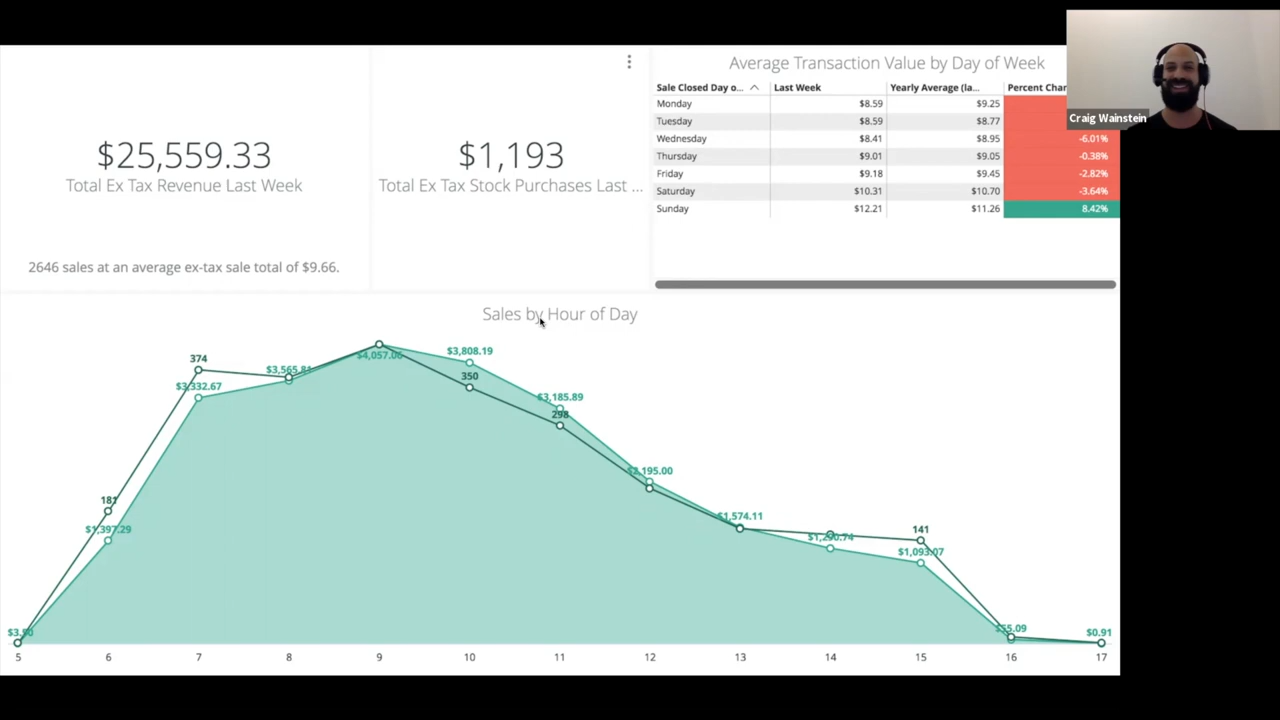 $25,559.33
Total Ex Tax Revenue Last Week
2646 sales at an average ex-tax sale total of $9.66.
$1,193
Total Ex Tax Stock Purchases Last ...
Average Transaction Value by Day of Week
Sale Closed Day o... Last Week Yearly Average (la... Percent Char
Monday $8.59 $9.25
Tuesday $8.59 $8.77
Wednesday $8.41 $8.95 -6.01%
Thursday $9.01 $9.05 -0.38%
Friday $9.18 $9.45 -2.82%
Saturday $10.31 $10.70 -3.64%
Sunday $12.21 $11.26 8.42%
Craig Wainstein
Sales by Hour of Day
$3,808.19
374
350
$3,332.67
$3,185.89
298
$2,195.00
181
$1,397.29
$1,574.11
141
$1,093.07
$0.91
5 6 7 8 9 10 11 12 13 14 15 16 17